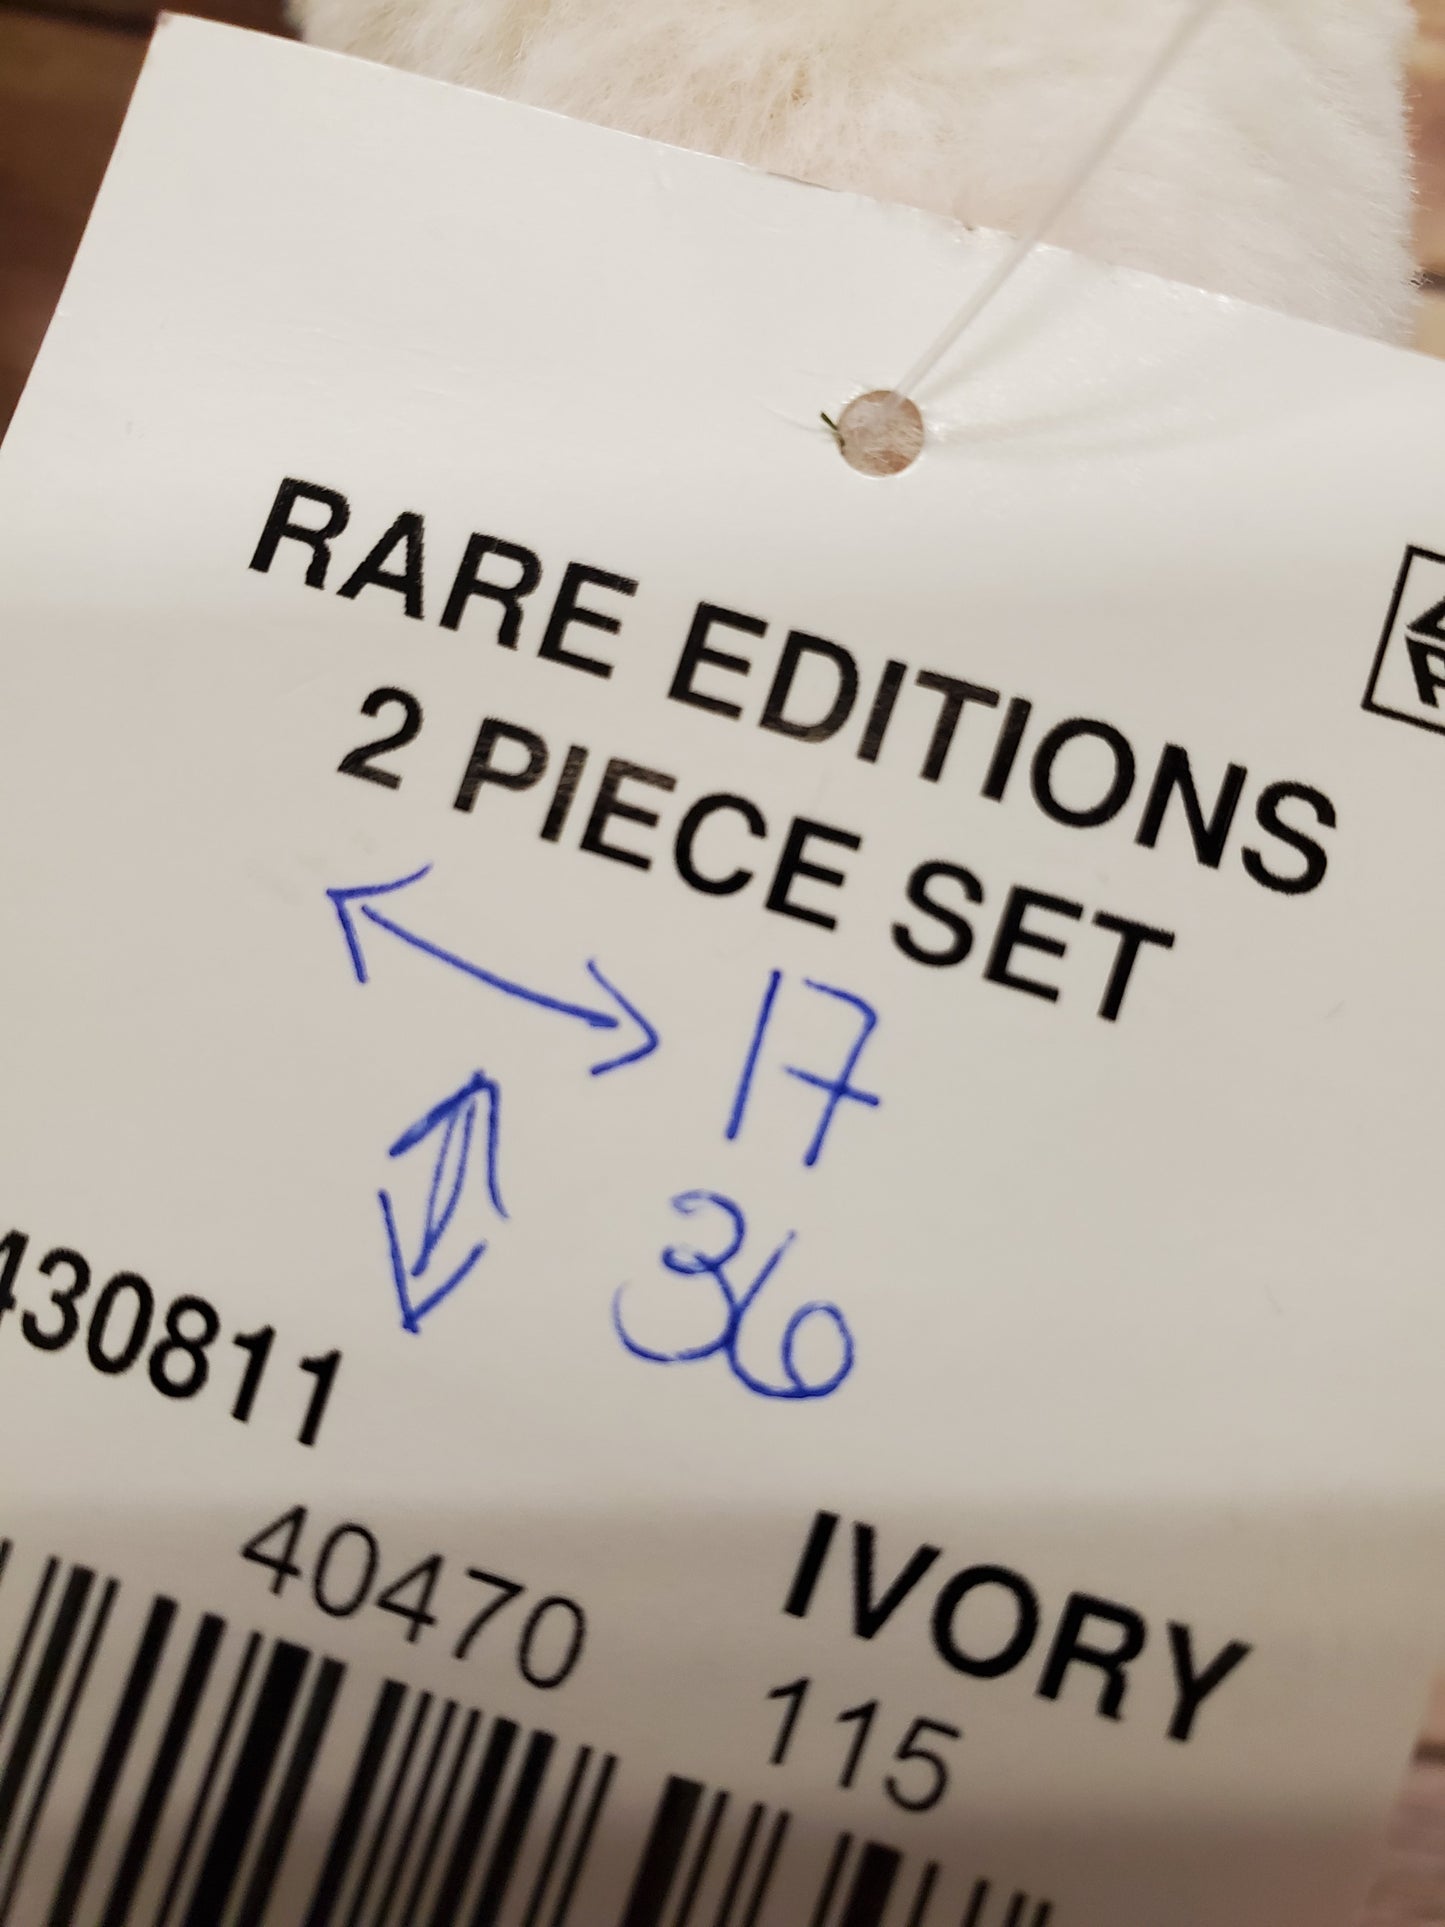 RARE EDITIONS
2 PIECE SET
17
36
430811
40470
IVORY
115